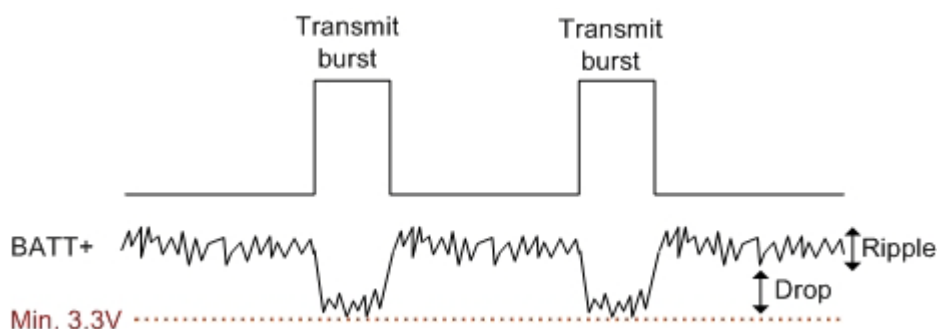 Transmit
burst
Transmit
burst
BATT+
Ripple
Drop
Min. 3.3V